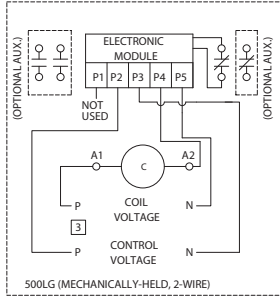 (OPTIONAL AUX.)
ELECTRONIC
MODULE
P1 P2 P3 P4 P5
(OPTIONAL AUX.)
NOT
USED
A1
C
A2
P
COIL
VOLTAGE
N
3
P
CONTROL
VOLTAGE
N
500LG (MECHANICALLY-HELD, 2-WIRE)